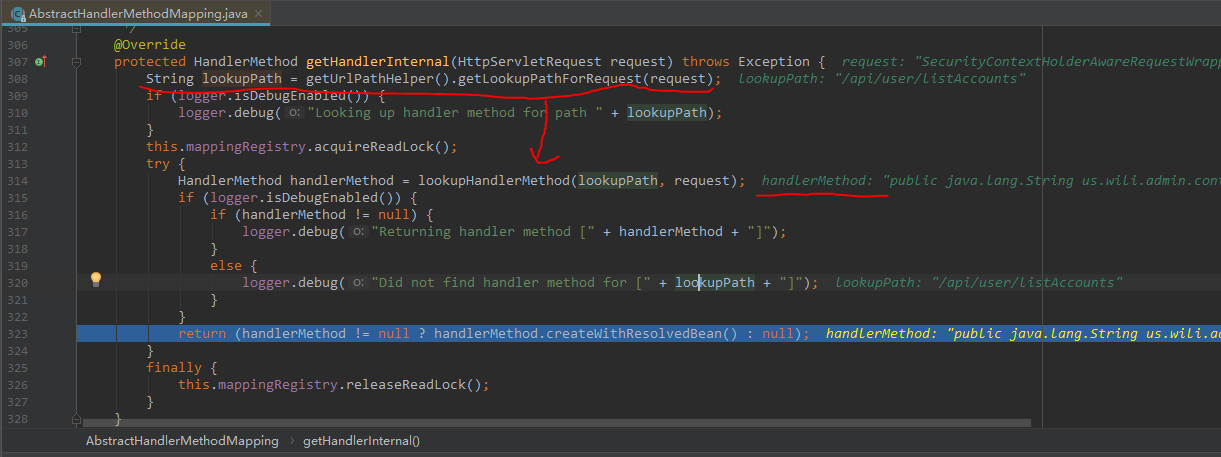 AbstractHandlerMethodMapping.java
305 */
306 @Override
307 protected HandlerMethod getHandlerInternal(HttpServletRequest request) throws Exception { request: "SecurityContextHolderAwareRequestWrapp
308 String lookupPath = getUrlPathHelper().getLookupPathForRequest(request); lookupPath: "/api/user/listAccounts"
309 if (logger.isDebugEnabled()) {
310 logger.debug( o: "Looking up handler method for path " + lookupPath);
311 }
312 this.mappingRegistry.acquireReadLock();
313 try {
314 HandlerMethod handlerMethod = lookupHandlerMethod(lookupPath, request); handlerMethod: "public java.lang.String us.wili.admin.cont
315 if (logger.isDebugEnabled()) {
316 if (handlerMethod != null) {
317 logger.debug( o: "Returning handler method [" + handlerMethod + "]");
318 }
319 else {
320 logger.debug( o: "Did not find handler method for [" + lookupPath + "]"); lookupPath: "/api/user/listAccounts"
321 }
322 }
323 return (handlerMethod != null ? handlerMethod.createWithResolvedBean() : null); handlerMethod: "public java.lang.String us.wili.ad
324 }
325 finally {
326 this.mappingRegistry.releaseReadLock();
327 }
328 }
AbstractHandlerMethodMapping › getHandlerInternal()